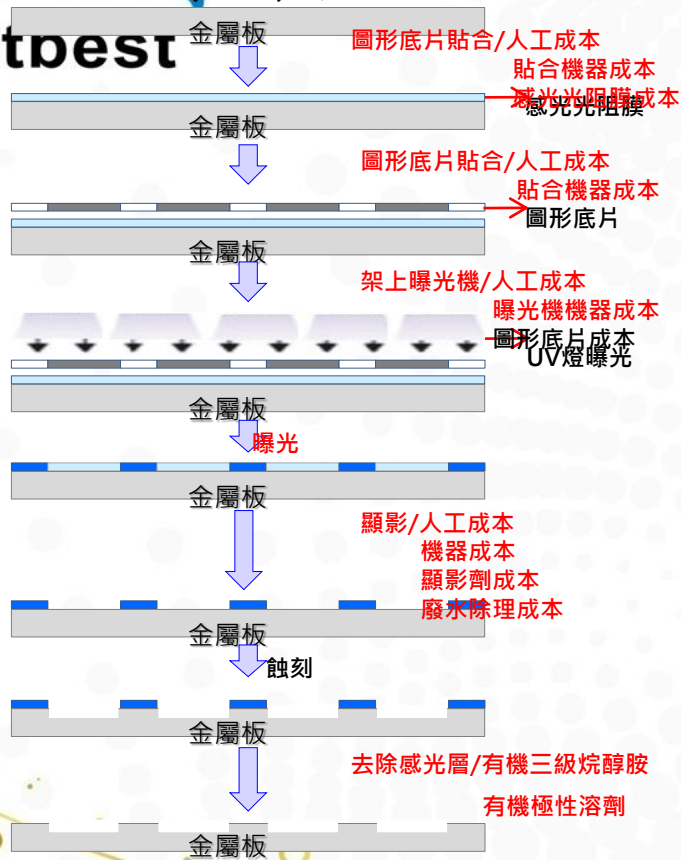 金屬板
tbest
圖形底片貼合/人工成本
貼合機器成本
感光光阻膜成本
感光光阻膜
金屬板
圖形底片貼合/人工成本
貼合機器成本
圖形底片
金屬板
架上曝光機/人工成本
曝光機機器成本
圖形底片成本
UV燈曝光
金屬板
曝光
金屬板
顯影/人工成本
機器成本
顯影劑成本
廢水除理成本
金屬板
蝕刻
金屬板
去除感光層/有機三級烷醇胺
有機極性溶劑
金屬板